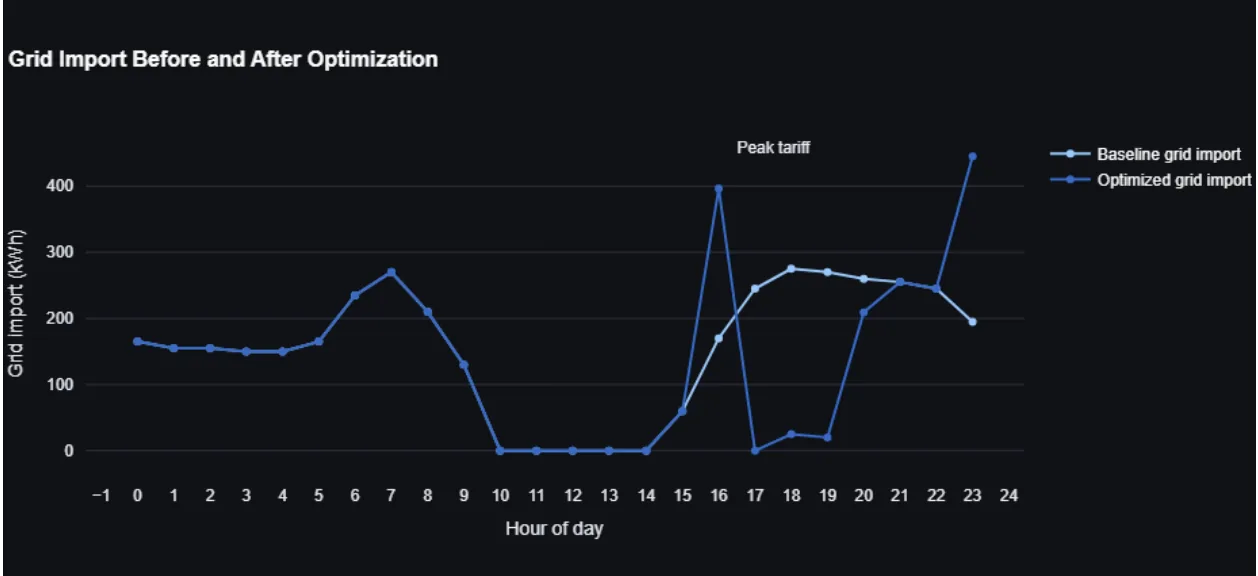 Grid Import Before and After Optimization
Peak tariff
Baseline grid import
Optimized grid import
400
300
200
100
0
Grid import (kWh)
−1 0 1 2 3 4 5 6 7 8 9 10 11 12 13 14 15 16 17 18 19 20 21 22 23 24
Hour of day